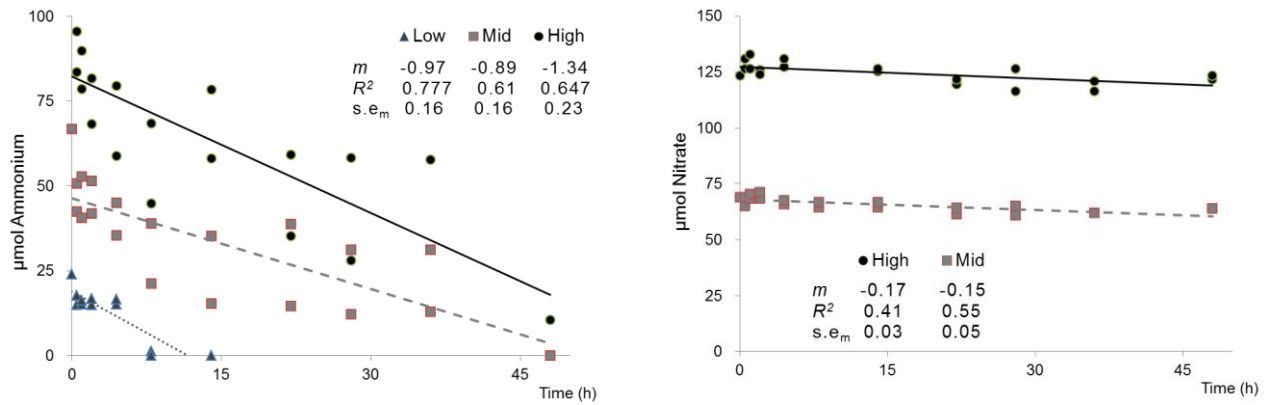 100
75
50
25
0
0
15
30
45
Time (h)
µmol Ammonium
Low Mid High
m -0.97 -0.89 -1.34
R² 0.777 0.61 0.647
s.eₘ 0.16 0.16 0.23
150
125
100
75
50
25
0
0
15
30
45
Time (h)
µmol Nitrate
High Mid
m -0.17 -0.15
R² 0.41 0.55
s.eₘ 0.03 0.05